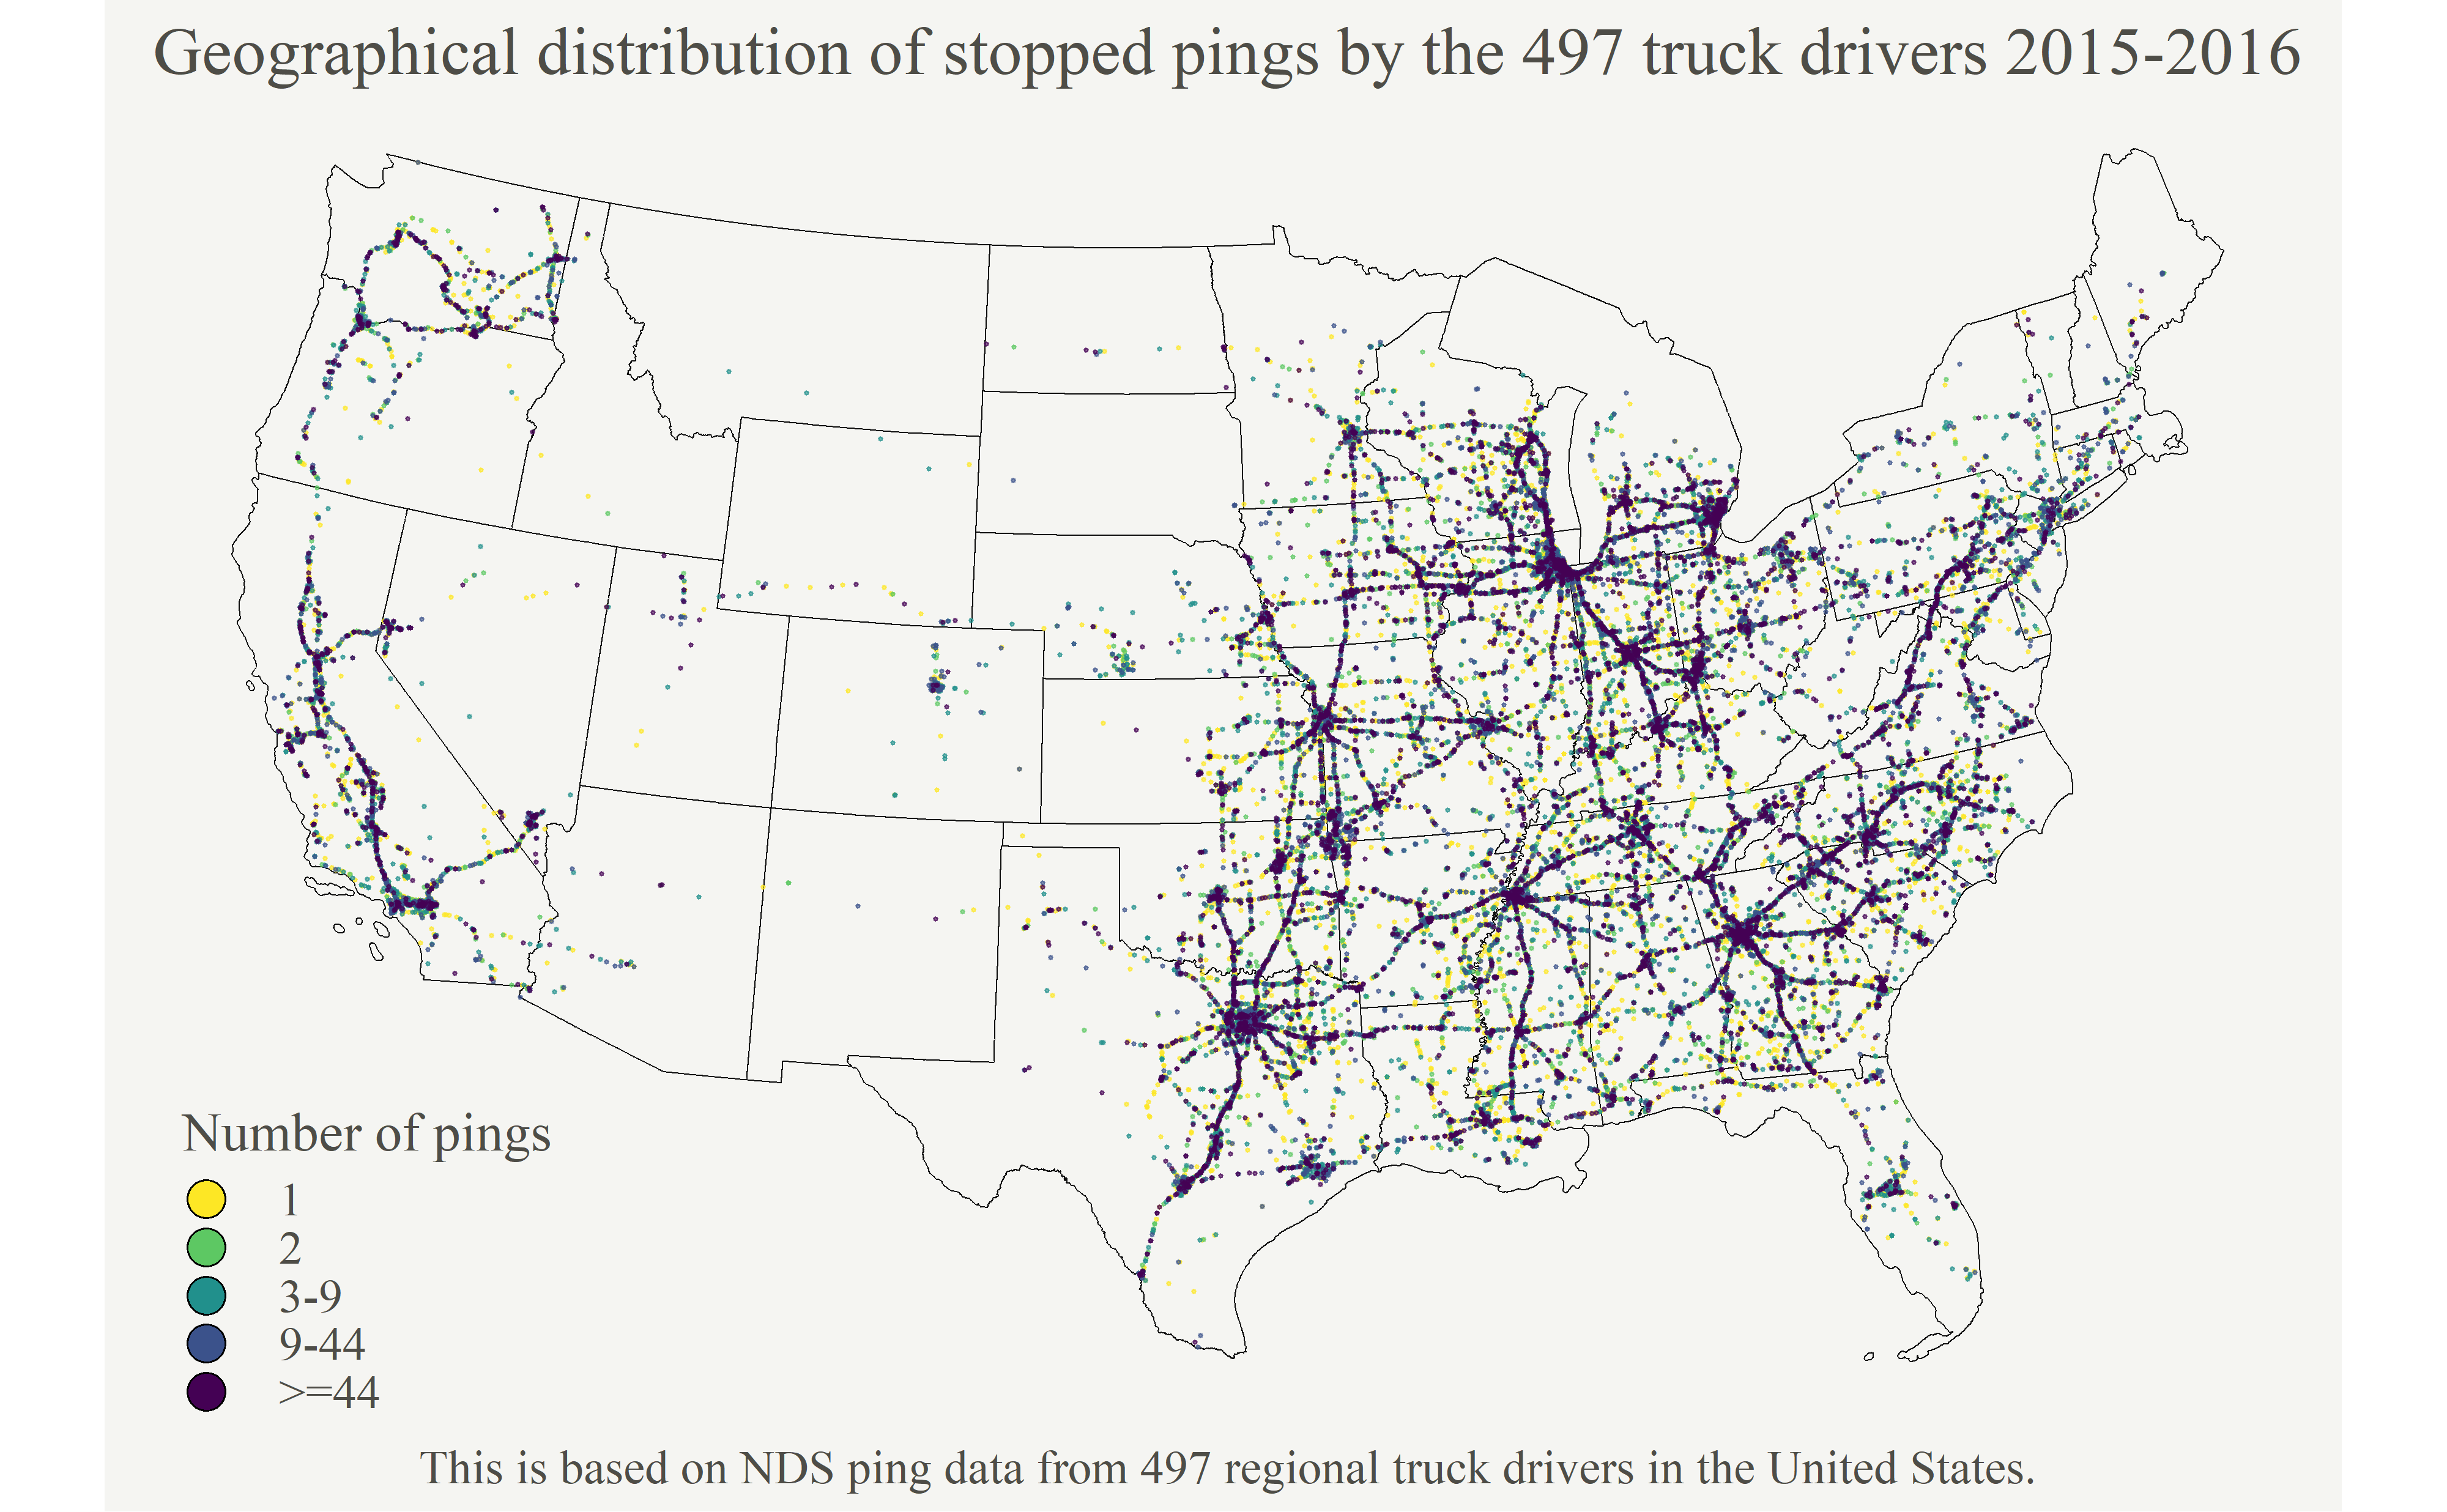 Geographical distribution of stopped pings by the 497 truck drivers 2015-2016
Number of pings
1
2
3-9
9-44
>=44
This is based on NDS ping data from 497 regional truck drivers in the United States.